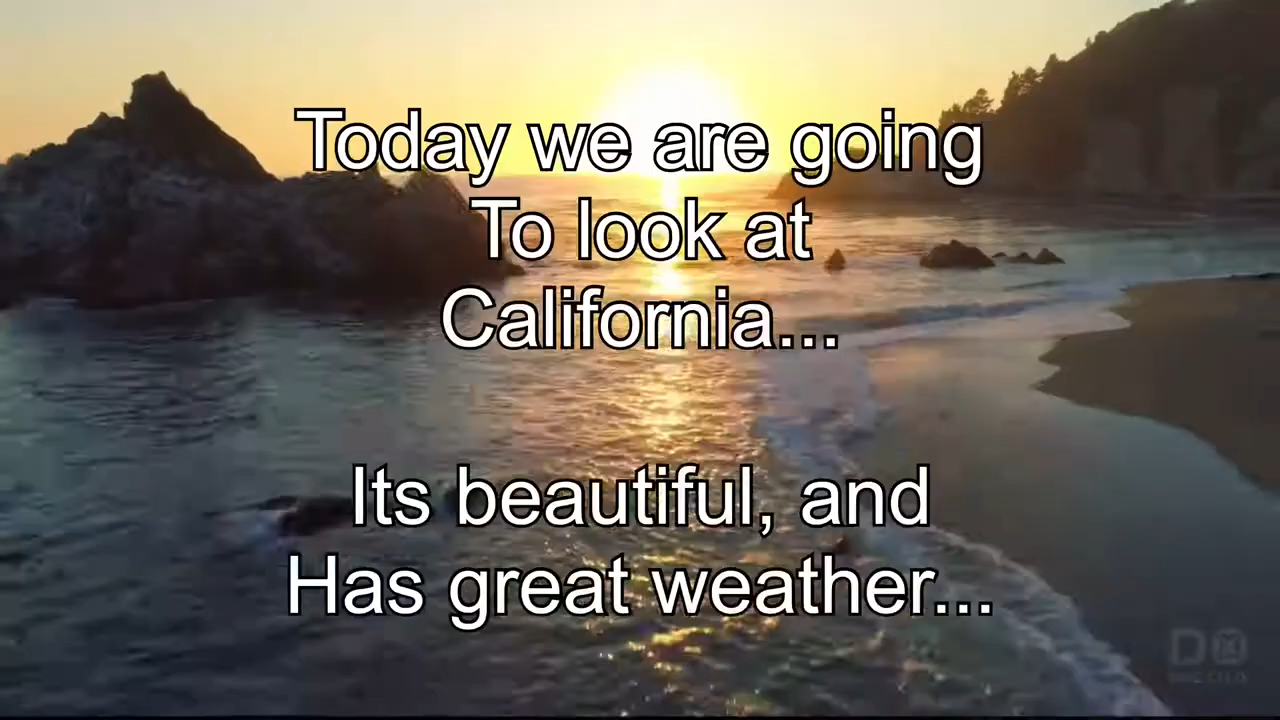 Today we are going
To look at
California...
Its beautiful, and
Has great weather...